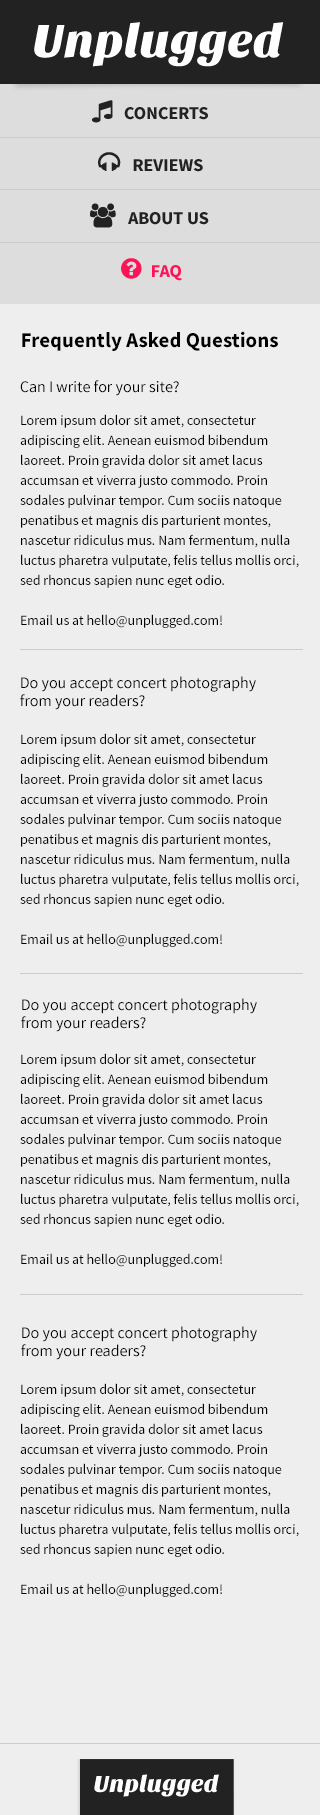 Unplugged
CONCERTS
REVIEWS
ABOUT US
FAQ
Frequently Asked Questions
Can I write for your site?
Lorem ipsum dolor sit amet, consectetur
adipiscing elit. Aenean euismod bibendum
laoreet. Proin gravida dolor sit amet lacus
accumsan et viverra justo commodo. Proin
sodales pulvinar tempor. Cum sociis natoque
penatibus et magnis dis parturient montes,
nascetur ridiculus mus. Nam fermentum, nulla
luctus pharetra vulputate, felis tellus mollis orci,
sed rhoncus sapien nunc eget odio.
Email us at hello@unplugged.com!
Do you accept concert photography
from your readers?
Lorem ipsum dolor sit amet, consectetur
adipiscing elit. Aenean euismod bibendum
laoreet. Proin gravida dolor sit amet lacus
accumsan et viverra justo commodo. Proin
sodales pulvinar tempor. Cum sociis natoque
penatibus et magnis dis parturient montes,
nascetur ridiculus mus. Nam fermentum, nulla
luctus pharetra vulputate, felis tellus mollis orci,
sed rhoncus sapien nunc eget odio.
Email us at hello@unplugged.com!
Do you accept concert photography
from your readers?
Lorem ipsum dolor sit amet, consectetur
adipiscing elit. Aenean euismod bibendum
laoreet. Proin gravida dolor sit amet lacus
accumsan et viverra justo commodo. Proin
sodales pulvinar tempor. Cum sociis natoque
penatibus et magnis dis parturient montes,
nascetur ridiculus mus. Nam fermentum, nulla
luctus pharetra vulputate, felis tellus mollis orci,
sed rhoncus sapien nunc eget odio.
Email us at hello@unplugged.com!
Do you accept concert photography
from your readers?
Lorem ipsum dolor sit amet, consectetur
adipiscing elit. Aenean euismod bibendum
laoreet. Proin gravida dolor sit amet lacus
accumsan et viverra justo commodo. Proin
sodales pulvinar tempor. Cum sociis natoque
penatibus et magnis dis parturient montes,
nascetur ridiculus mus. Nam fermentum, nulla
luctus pharetra vulputate, felis tellus mollis orci,
sed rhoncus sapien nunc eget odio.
Email us at hello@unplugged.com!
Unplugged